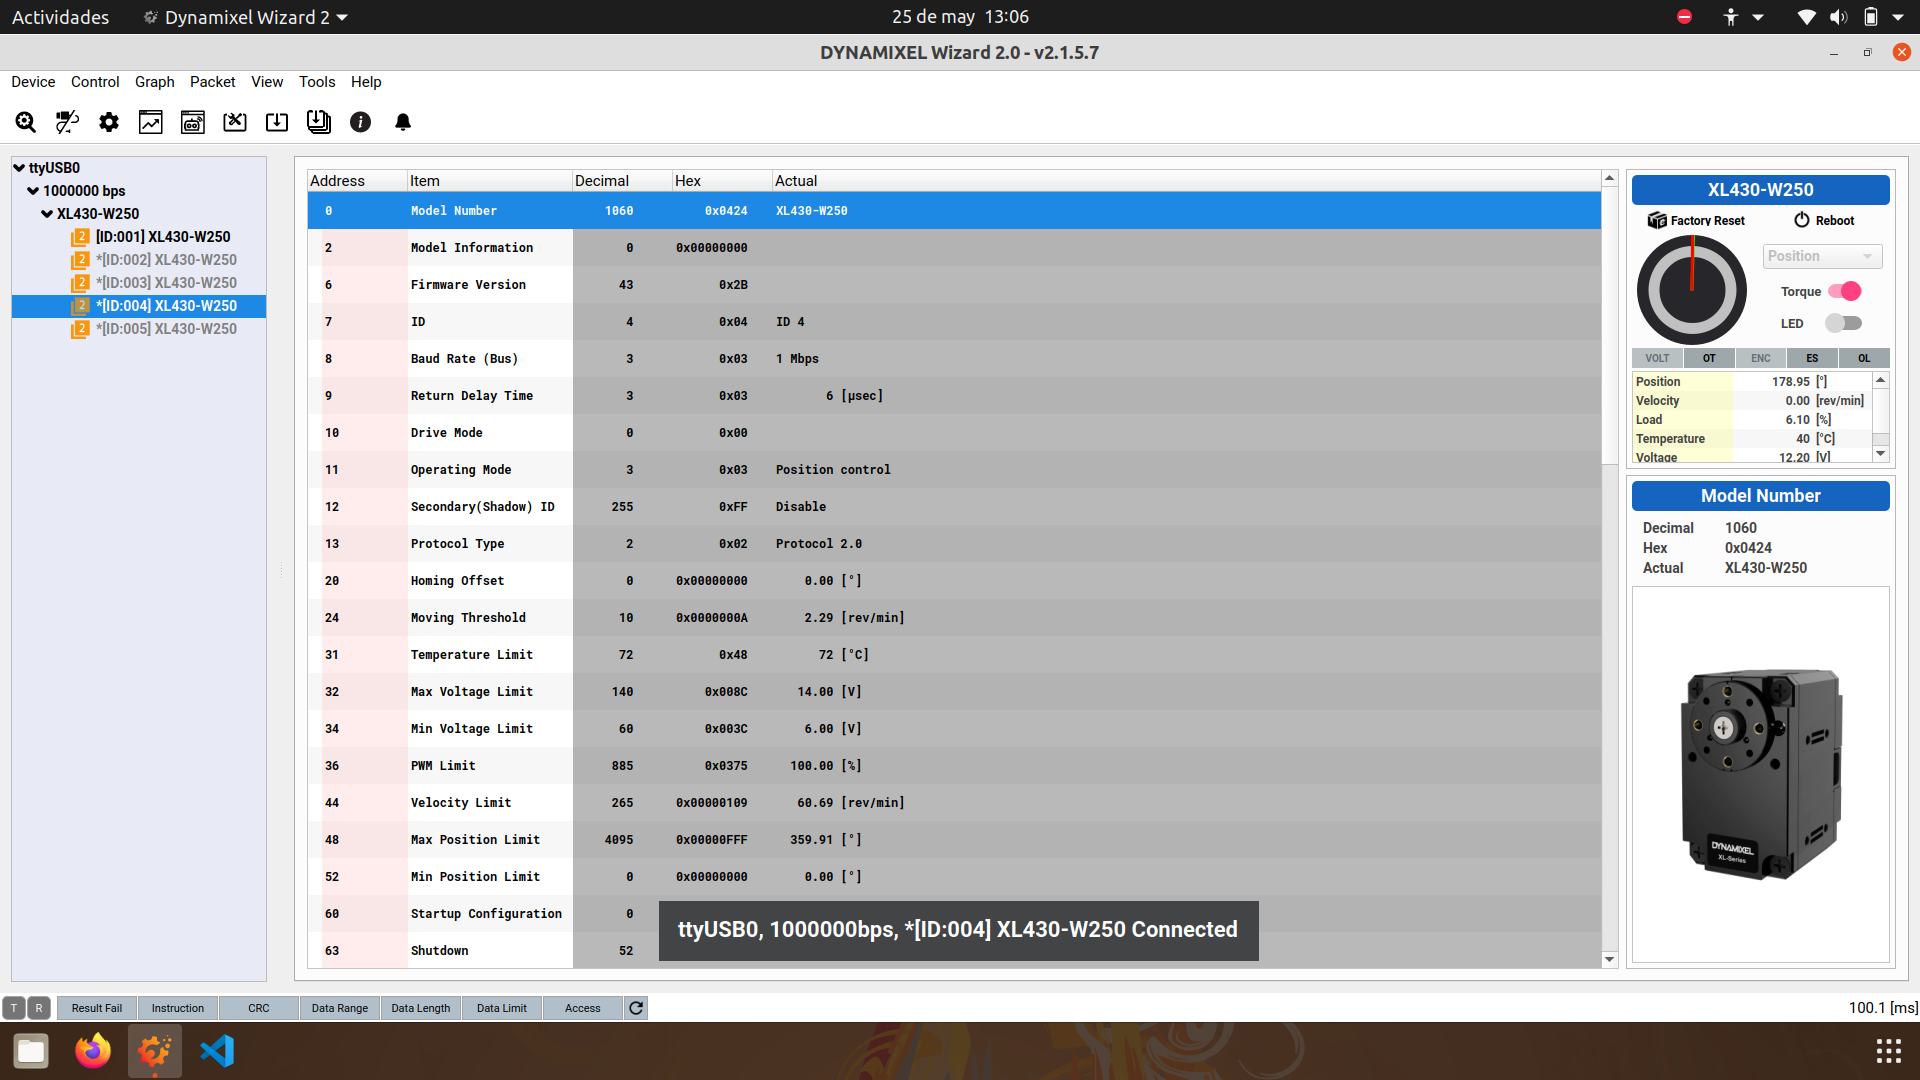 Actividades
Dynamixel Wizard 2
25 de may 13:06
DYNAMIXEL Wizard 2.0 - v2.1.5.7
Device Control Graph Packet View Tools Help
ttyUSB0
1000000 bps
XL430-W250
2 [ID:001] XL430-W250
2 *[ID:002] XL430-W250
2 *[ID:003] XL430-W250
2 *[ID:004] XL430-W250
2 *[ID:005] XL430-W250
Address Item Decimal Hex Actual
0 Model Number 1060 0x0424 XL430-W250
2 Model Information 0 0x00000000
6 Firmware Version 43 0x2B
7 ID 4 0x04 ID 4
8 Baud Rate (Bus) 3 0x03 1 Mbps
9 Return Delay Time 3 0x03 6 [μsec]
10 Drive Mode 0 0x00
11 Operating Mode 3 0x03 Position control
12 Secondary(Shadow) ID 255 0xFF Disable
13 Protocol Type 2 0x02 Protocol 2.0
20 Homing Offset 0 0x00000000 0.00 [°]
24 Moving Threshold 10 0x0000000A 2.29 [rev/min]
31 Temperature Limit 72 0x48 72 [°C]
32 Max Voltage Limit 140 0x008C 14.00 [V]
34 Min Voltage Limit 60 0x003C 6.00 [V]
36 PWM Limit 885 0x0375 100.00 [%]
44 Velocity Limit 265 0x00000109 60.69 [rev/min]
48 Max Position Limit 4095 0x00000FFF 359.91 [°]
52 Min Position Limit 0 0x00000000 0.00 [°]
60 Startup Configuration 0
63 Shutdown 52
ttyUSB0, 1000000bps, *[ID:004] XL430-W250 Connected
XL430-W250
Factory Reset Reboot
Position
Torque
LED
VOLT OT ENC ES OL
Position 178.95 [°]
Velocity 0.00 [rev/min]
Load 6.10 [%]
Temperature 40 [°C]
Voltage 12.20 [V]
Model Number
Decimal 1060
Hex 0x0424
Actual XL430-W250
DYNAMIXEL
XL-Series
T R Result Fail Instruction CRC Data Range Data Length Data Limit Access
100.1 [ms]